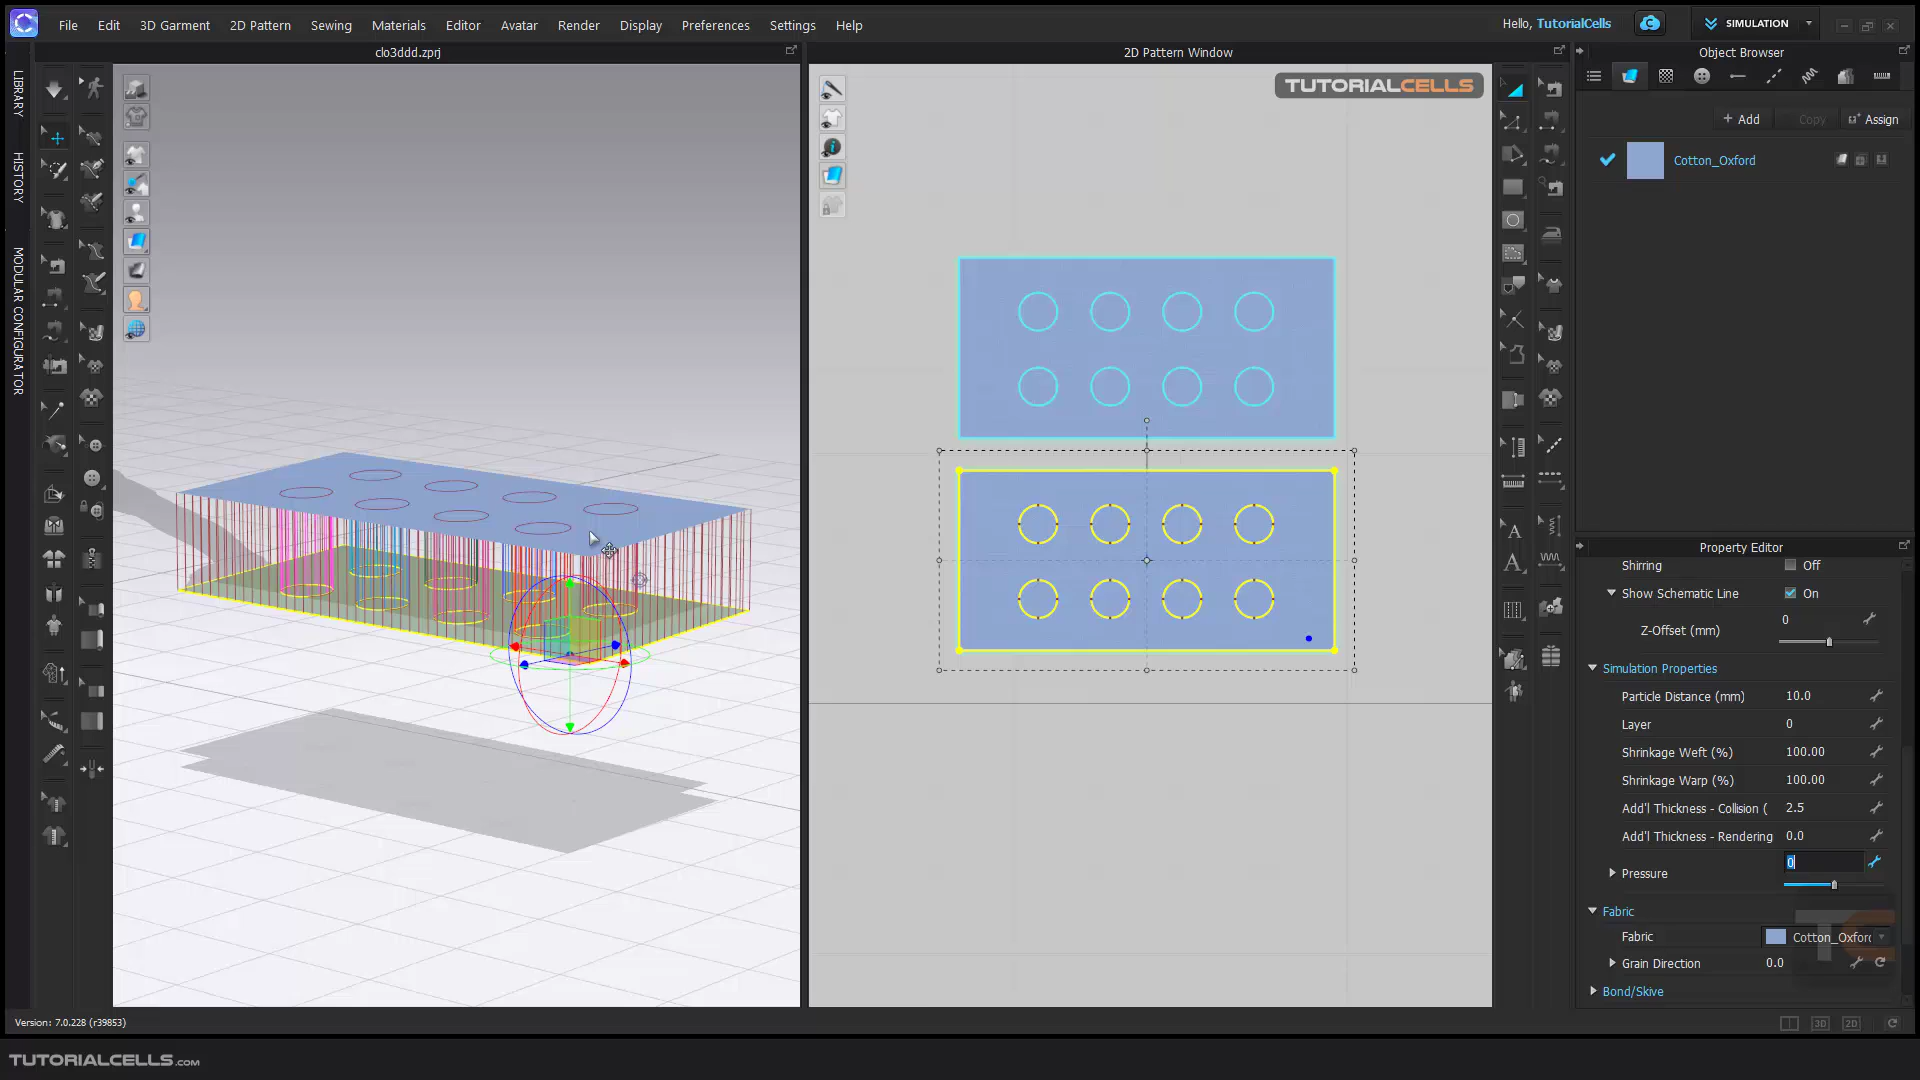 File Edit 3D Garment 2D Pattern Sewing Materials Editor Avatar Render Display Preferences Settings Help
Hello, TutorialCells
SIMULATION
clo3ddd.zprj
2D Pattern Window
Object Browser
LIBRARY
HISTORY
MODULAR CONFIGURATOR
TUTORIALCELLS
+ Add
Copy
Assign
Cotton_Oxford
Property Editor
Shirring Off
Show Schematic Line On
Z-Offset (mm) 0
Simulation Properties
Particle Distance (mm) 10.0
Layer 0
Shrinkage Weft (%) 100.00
Shrinkage Warp (%) 100.00
Add'l Thickness - Collision ( 2.5
Add'l Thickness - Rendering 0.0
Pressure 0
Fabric
Fabric Cotton_Oxford
Grain Direction 0.0
Bond/Skive
Version: 7.0.228 (r39853)
3D 2D
TUTORIALCELLS.COM